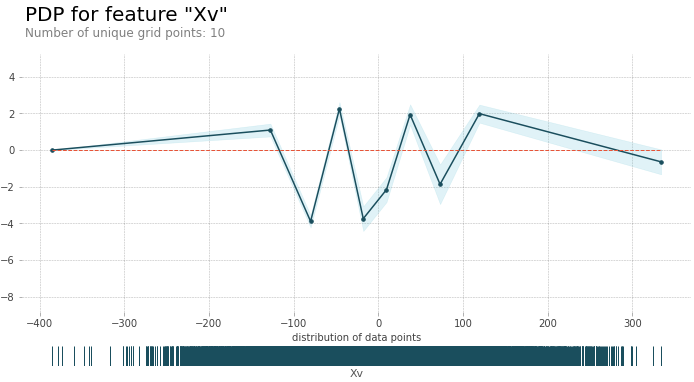 PDP for feature "Xv"
Number of unique grid points: 10
4
2
0
−2
−4
−6
−8
−400 −300 −200 −100 0 100 200 300
distribution of data points
Xv